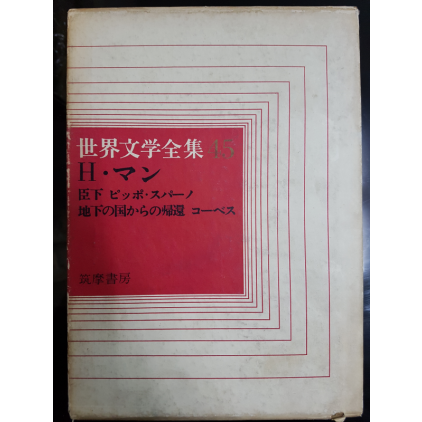 世界文学全集 45
H・マン
臣下 ピッポ・スパーノ
地下の国からの帰還 コーベス
筑摩書房